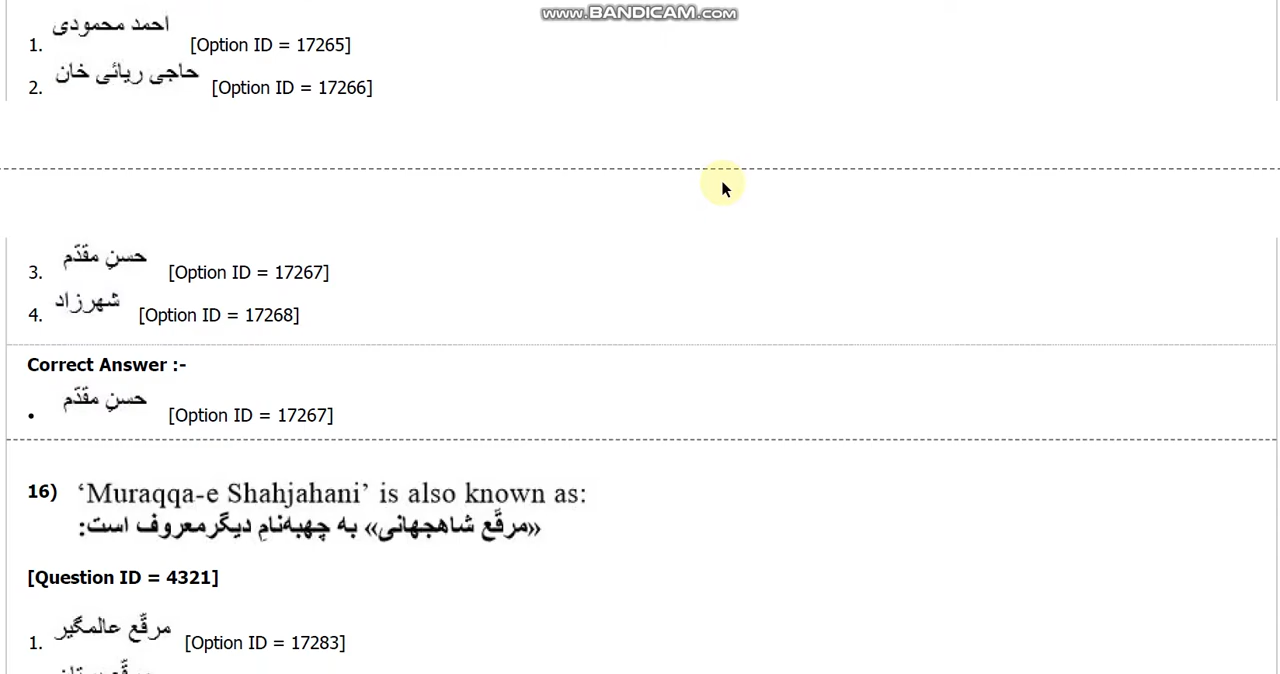 www.BANDICAM.com
احمد محمودی
1. [Option ID = 17265]
حاجی ریائی خان
2. [Option ID = 17266]
حسنِ مقدّم
3. [Option ID = 17267]
شهرزاد
4. [Option ID = 17268]
Correct Answer :-
حسنِ مقدّم
• [Option ID = 17267]
16) ‘Muraqqa-e Shahjahani’ is also known as:
«مرقّع شاهجهانی» به چهبه‌نامِ دیگرمعروف است:
[Question ID = 4321]
مرقّع عالمگیر
1. [Option ID = 17283]